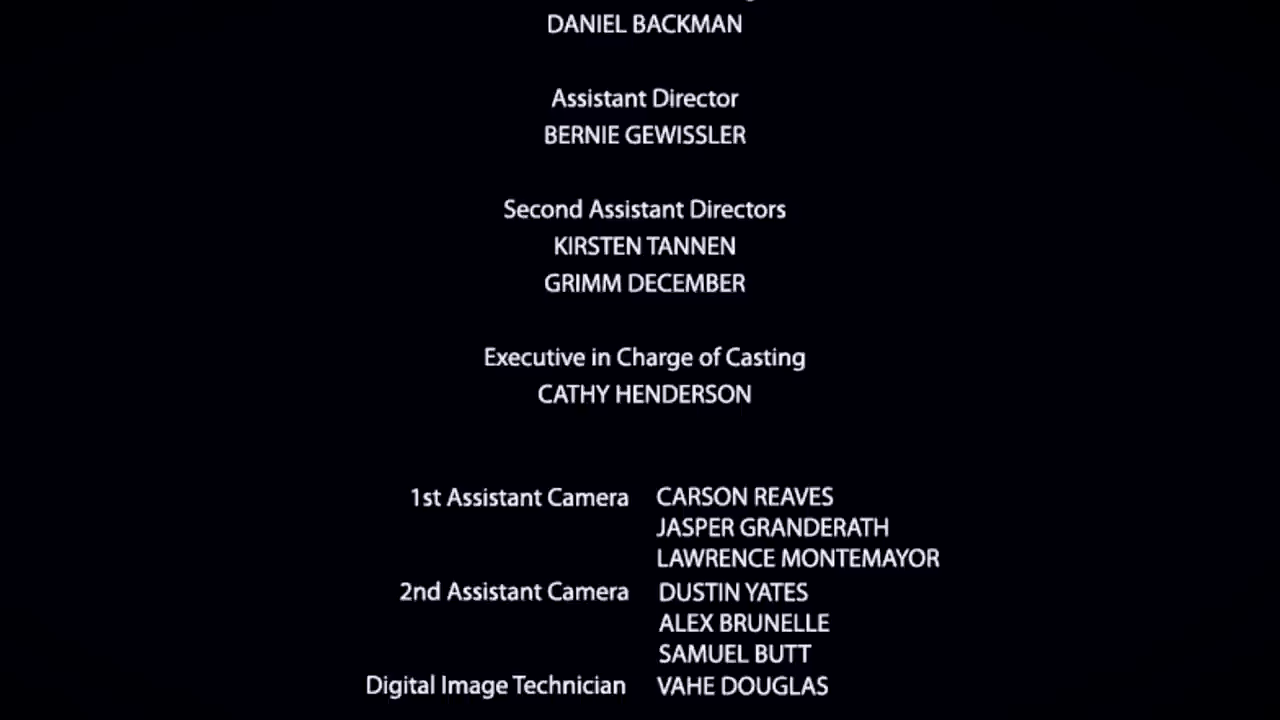 DANIEL BACKMAN
Assistant Director
BERNIE GEWISSLER
Second Assistant Directors
KIRSTEN TANNEN
GRIMM DECEMBER
Executive in Charge of Casting
CATHY HENDERSON
1st Assistant Camera CARSON REAVES
JASPER GRANDERATH
LAWRENCE MONTEMAYOR
2nd Assistant Camera DUSTIN YATES
ALEX BRUNELLE
SAMUEL BUTT
Digital Image Technician VAHE DOUGLAS